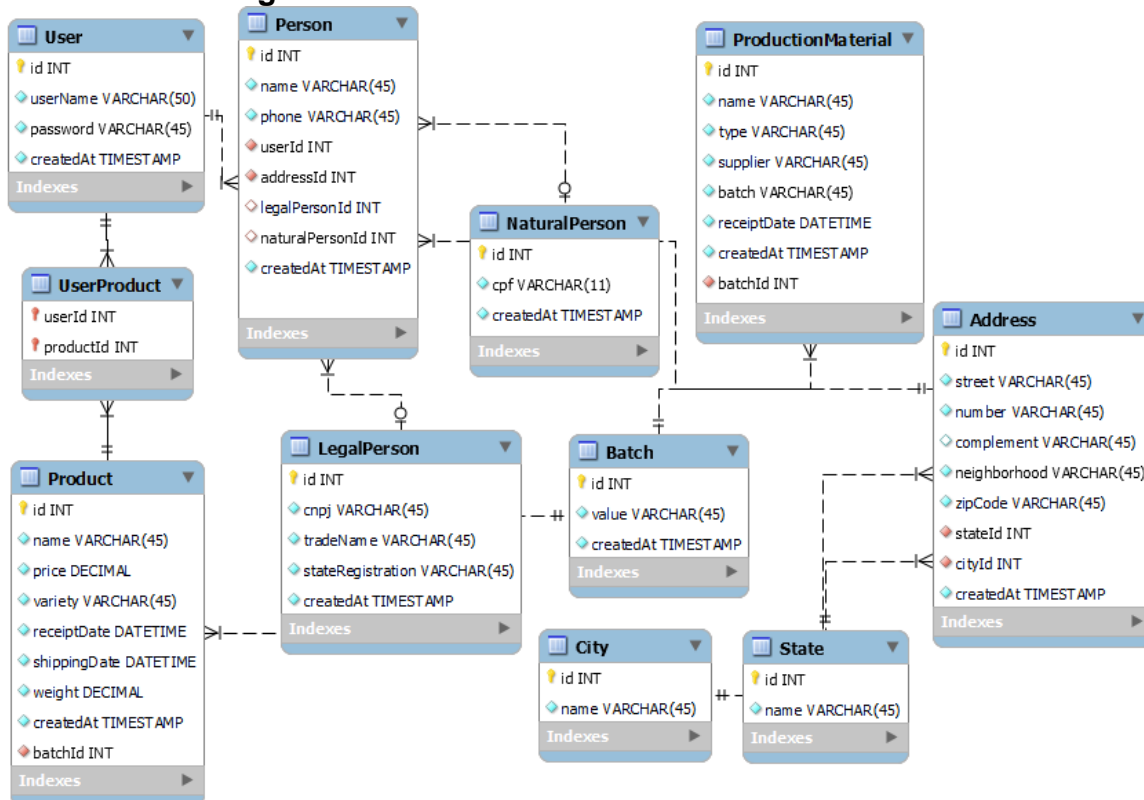 User
id INT
userName VARCHAR(50)
password VARCHAR(45)
createdAt TIMESTAMP
Indexes
Person
id INT
name VARCHAR(45)
phone VARCHAR(45)
userId INT
addressId INT
legalPersonId INT
naturalPersonId INT
createdAt TIMESTAMP
Indexes
ProductionMaterial
id INT
name VARCHAR(45)
type VARCHAR(45)
supplier VARCHAR(45)
batch VARCHAR(45)
receiptDate DATETIME
createdAt TIMESTAMP
batchId INT
Indexes
NaturalPerson
id INT
cpf VARCHAR(11)
createdAt TIMESTAMP
Indexes
UserProduct
userId INT
productId INT
Indexes
Address
id INT
street VARCHAR(45)
number VARCHAR(45)
complement VARCHAR(45)
neighborhood VARCHAR(45)
zipCode VARCHAR(45)
stateId INT
cityId INT
createdAt TIMESTAMP
Indexes
Product
id INT
name VARCHAR(45)
price DECIMAL
variety VARCHAR(45)
receiptDate DATETIME
shippingDate DATETIME
weight DECIMAL
createdAt TIMESTAMP
batchId INT
Indexes
LegalPerson
id INT
cnpj VARCHAR(45)
tradeName VARCHAR(45)
stateRegistration VARCHAR(45)
createdAt TIMESTAMP
Indexes
Batch
id INT
value VARCHAR(45)
createdAt TIMESTAMP
Indexes
City
id INT
name VARCHAR(45)
Indexes
State
id INT
name VARCHAR(45)
Indexes